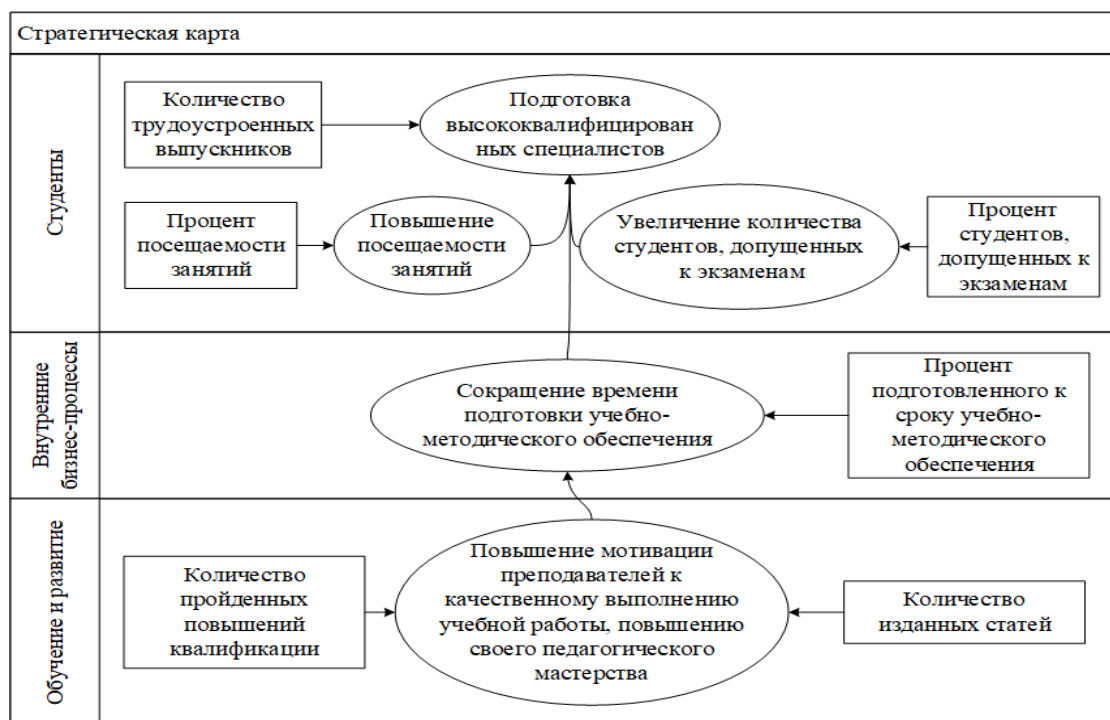 Стратегическая карта
Студенты
Количество
трудоустроенных
выпускников
Подготовка
высококвалифицирован
ных специалистов
Процент
посещаемости
занятий
Повышение
посещаемости
занятий
Увеличение количества
студентов, допущенных
к экзаменам
Процент
студентов,
допущенных к
экзаменам
Внутренние
бизнес-процессы
Сокращение времени
подготовки учебно-
методического обеспечения
Процент
подготовленного к
сроку учебно-
методического
обеспечения
Обучение и развитие
Количество
пройденных
повышений
квалификации
Повышение мотивации
преподавателей к
качественному выполнению
учебной работы, повышению
своего педагогического
мастерства
Количество
изданных статей